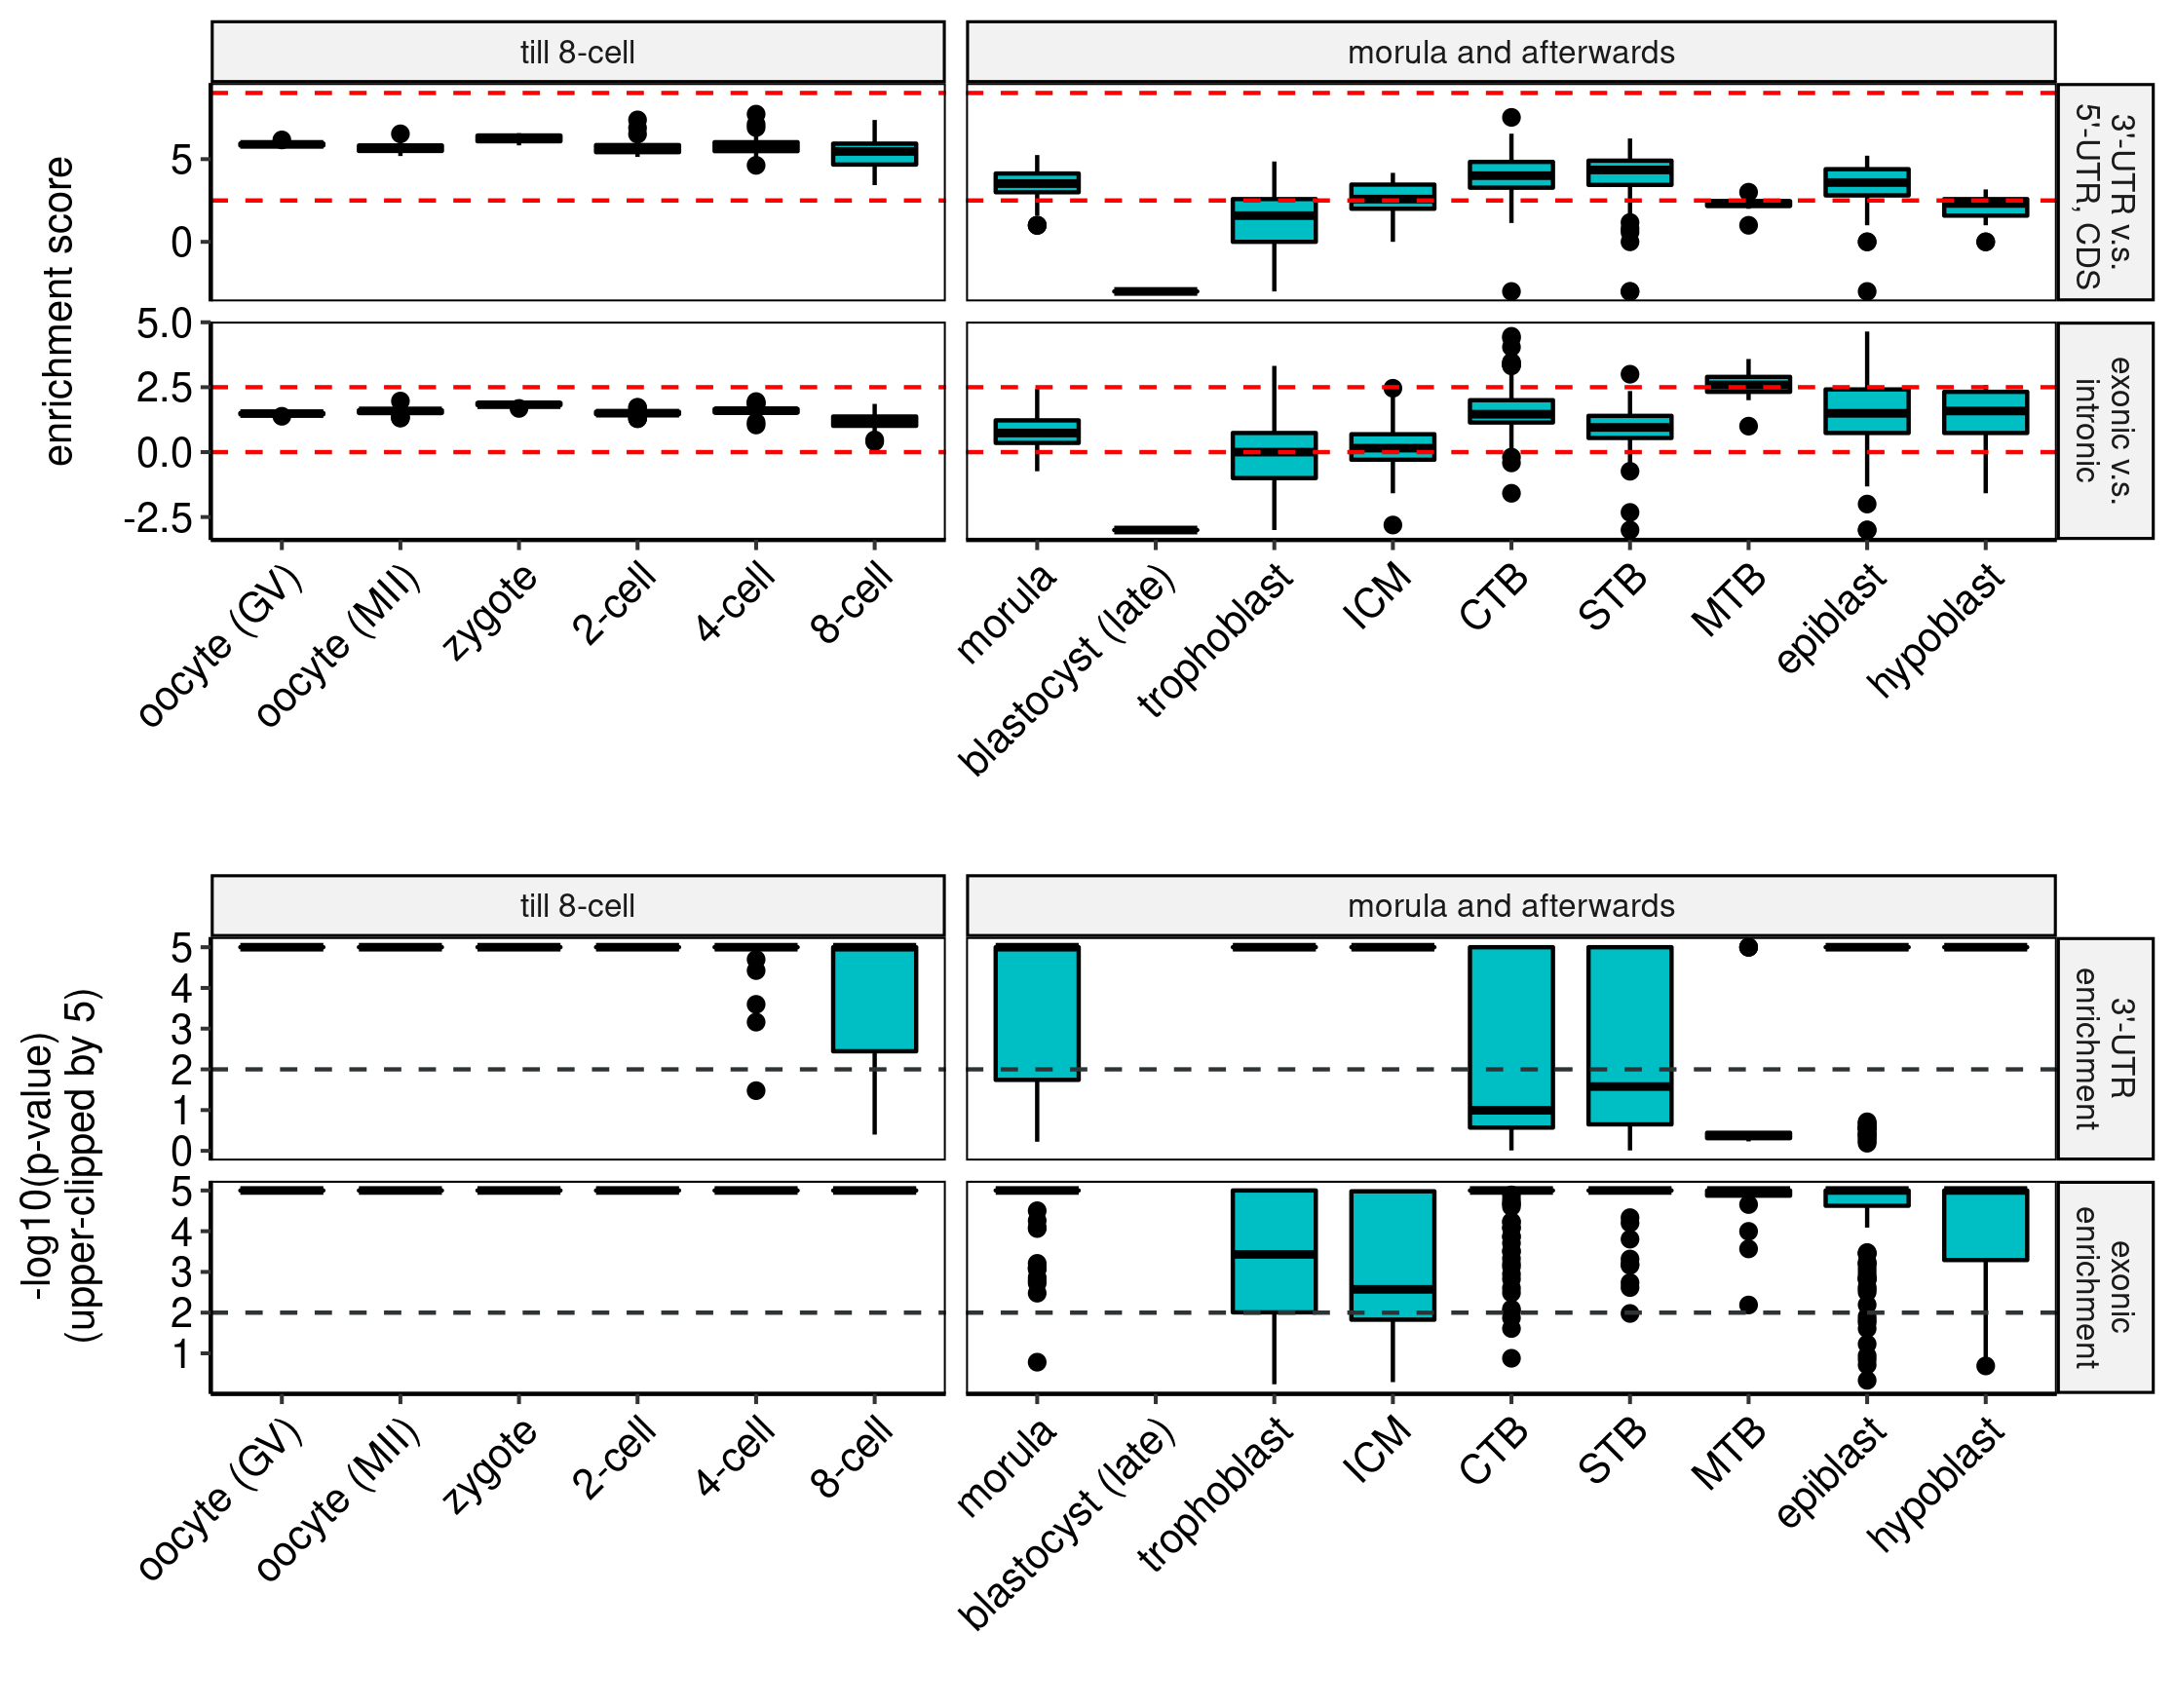 till 8-cell
morula and afterwards
enrichment score
5
0
3'-UTR v.s.
5'-UTR, CDS
5.0
2.5
0.0
-2.5
exonic v.s.
intronic
oocyte (GV)
oocyte (MII)
zygote
2-cell
4-cell
8-cell
morula
blastocyst (late)
trophoblast
ICM
CTB
STB
MTB
epiblast
hypoblast
till 8-cell
morula and afterwards
-log10(p-value)
(upper-clipped by 5)
5
4
3
2
1
0
3'-UTR
enrichment
5
4
3
2
1
exonic
enrichment
oocyte (GV)
oocyte (MII)
zygote
2-cell
4-cell
8-cell
morula
blastocyst (late)
trophoblast
ICM
CTB
STB
MTB
epiblast
hypoblast